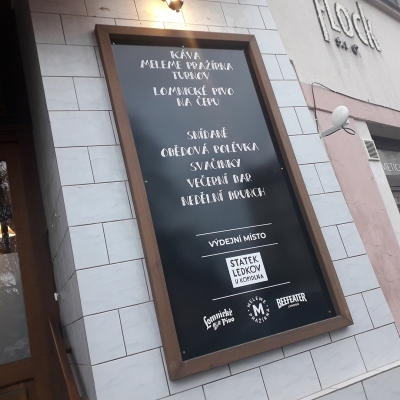 KÁVA
MELEME PRAŽÍRNA
TURNOV
LOMNICKÉ PIVO
NA ČEPU
SNÍDANĚ
OBĚDOVÁ POLÉVKA
SVAČINKY
VEČERNÍ BAR
NEDĚLNÍ BRUNCH
VÝDEJNÍ MÍSTO
STATEK
LEDKOV
U KOPIDLNA
Lomnické
Pivo
MELEME
M
PRAŽÍRNA
BEEFEATER
FLOCK